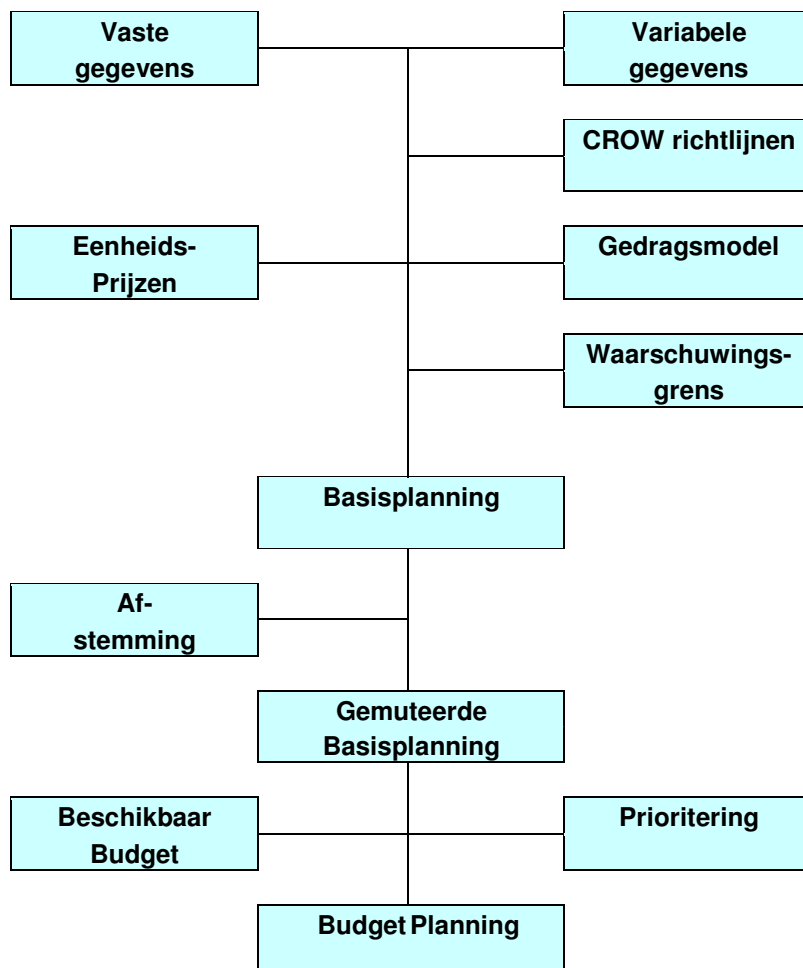 Vaste
gegevens
Variabele
gegevens
CROW richtlijnen
Eenheids-
Prijzen
Gedragsmodel
Waarschuwings-
grens
Basisplanning
Af-
stemming
Gemuteerde
Basisplanning
Beschikbaar
Budget
Prioritering
Budget Planning